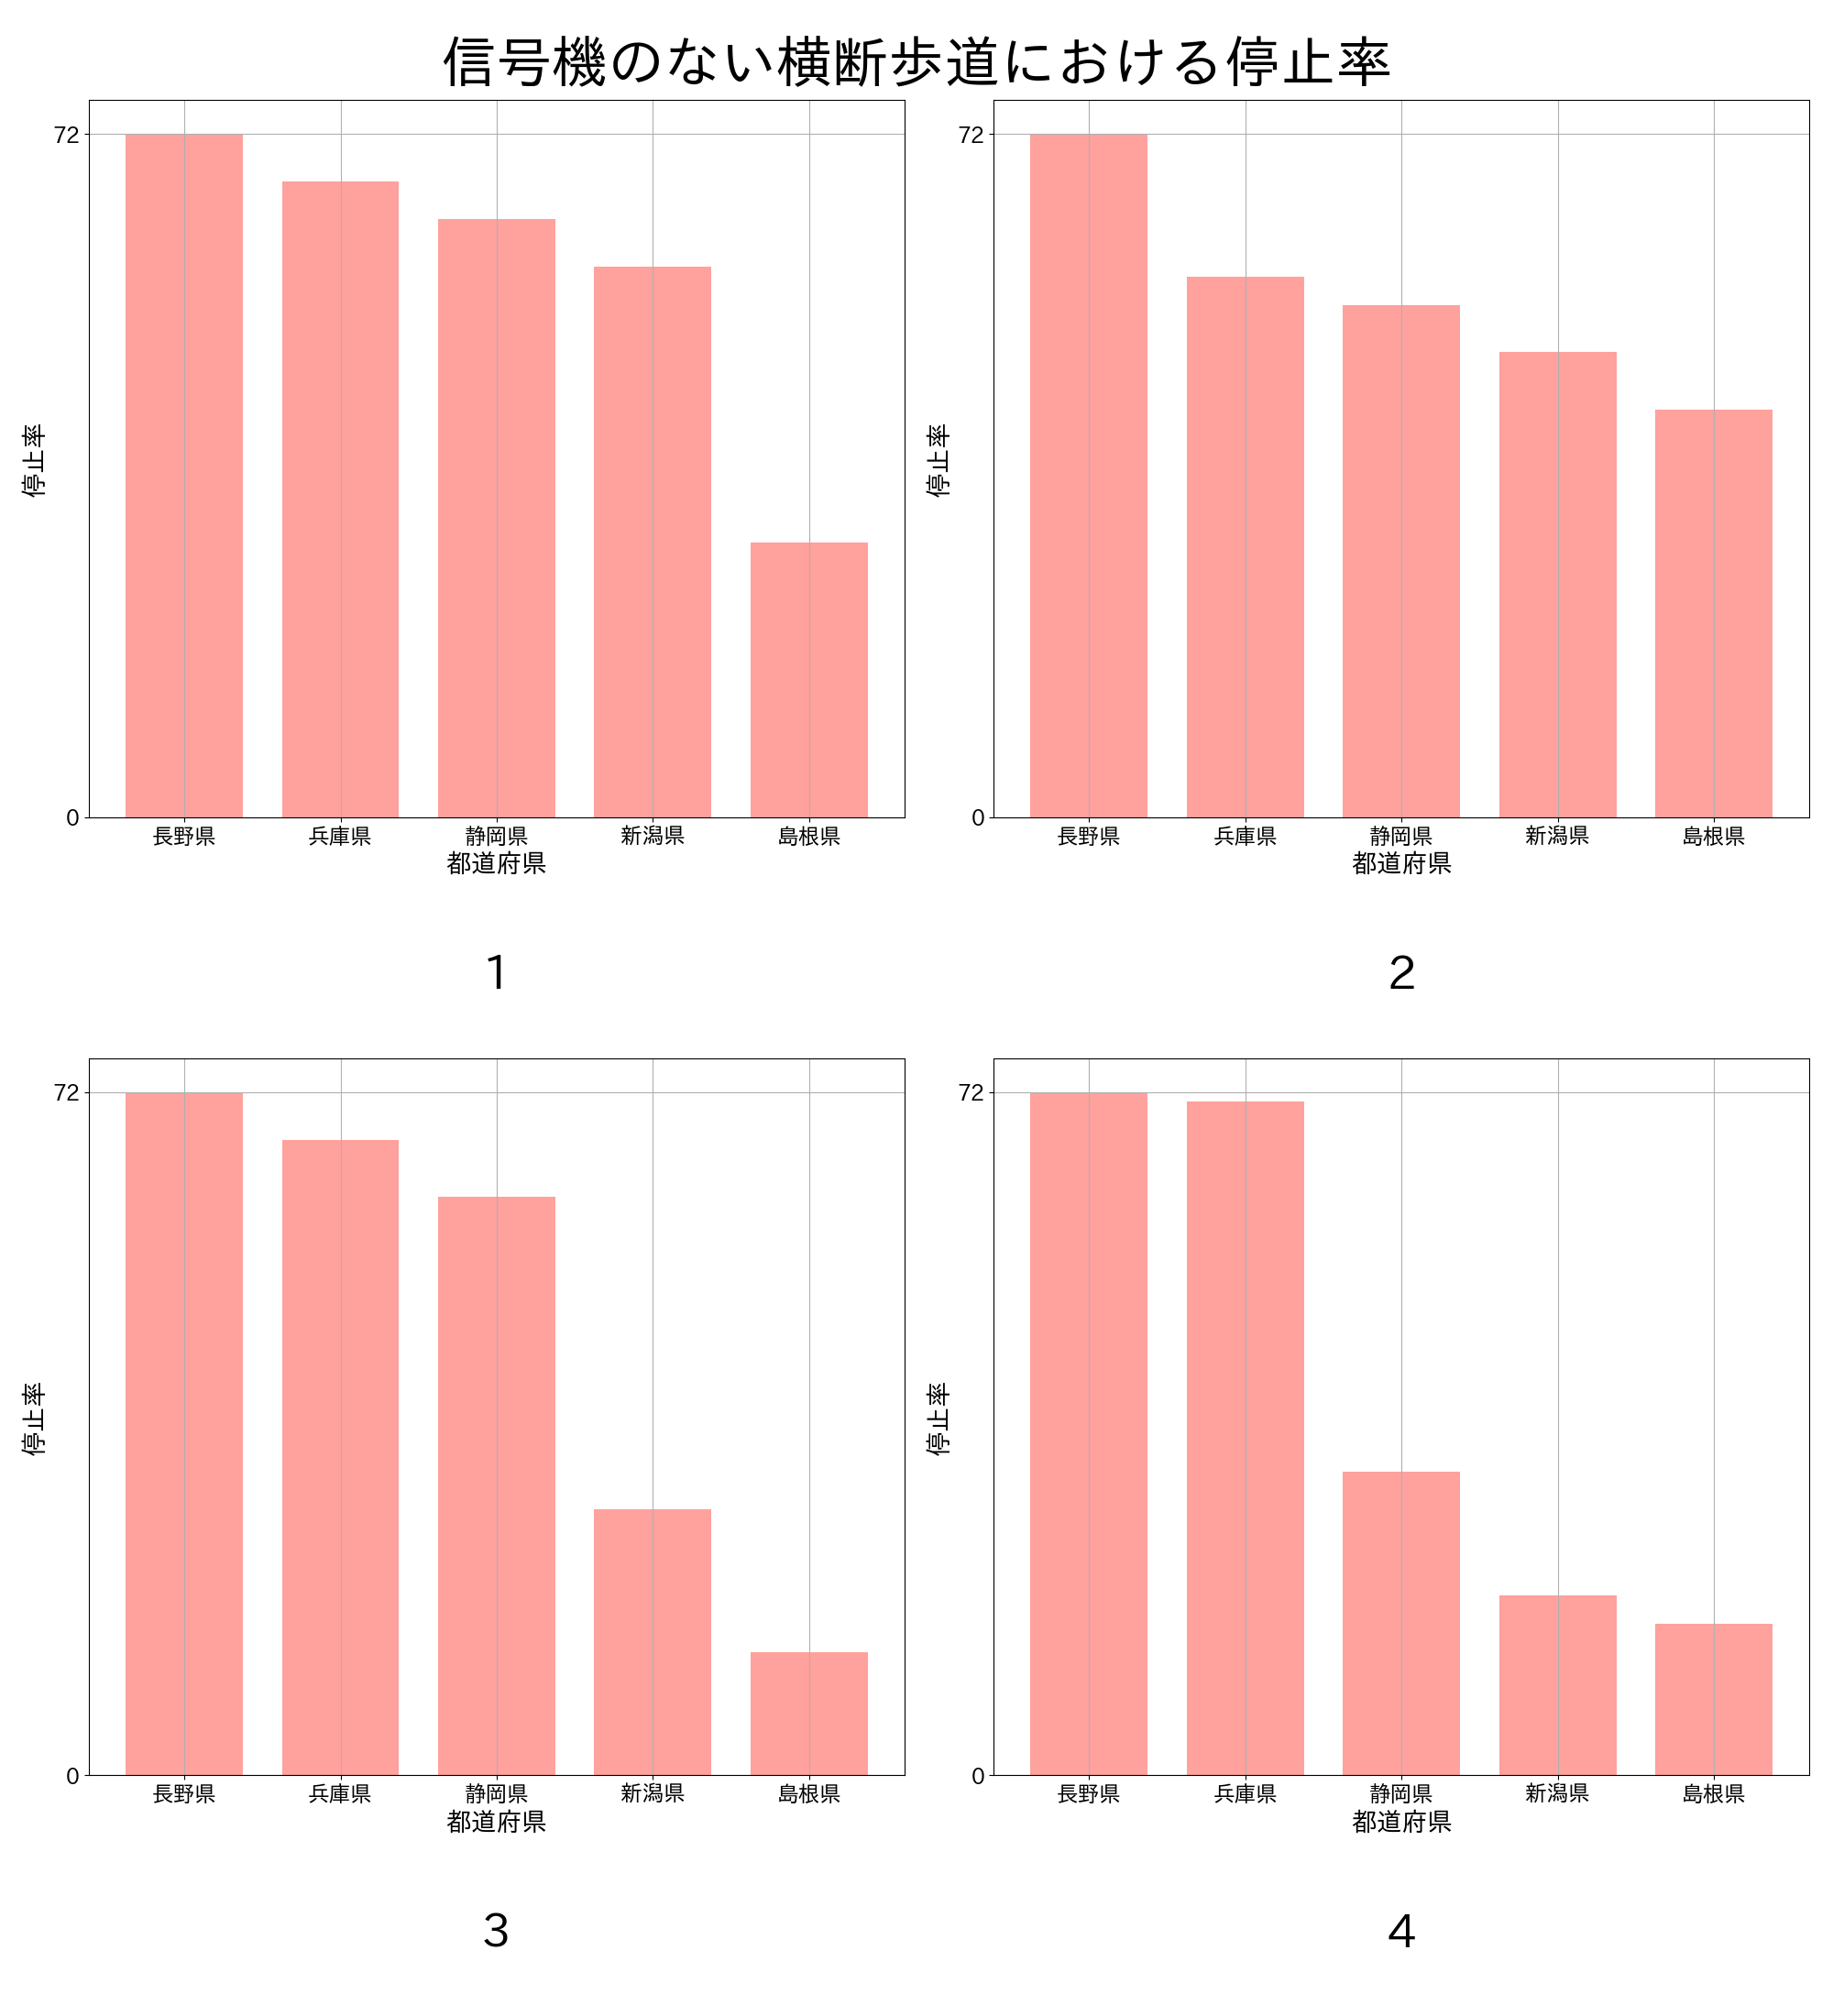 信号機のない横断歩道における停止率
72
0
停止率
長野県 兵庫県 静岡県 新潟県 島根県
都道府県
1
72
0
停止率
長野県 兵庫県 静岡県 新潟県 島根県
都道府県
2
72
0
停止率
長野県 兵庫県 静岡県 新潟県 島根県
都道府県
3
72
0
停止率
長野県 兵庫県 静岡県 新潟県 島根県
都道府県
4